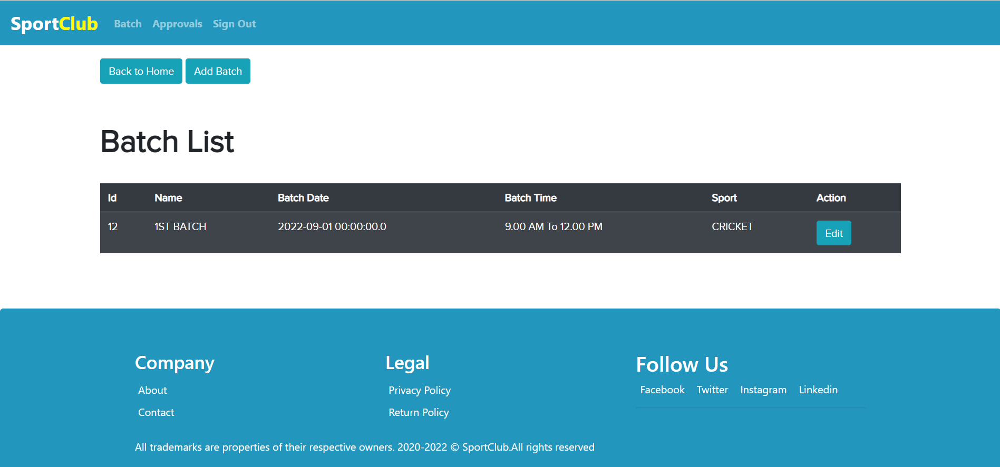 SportClub Batch Approvals Sign Out
Back to Home Add Batch
Batch List
Id Name Batch Date Batch Time Sport Action
12 1ST BATCH 2022-09-01 00:00:00.0 9.00 AM To 12.00 PM CRICKET Edit
Company Legal Follow Us
About Privacy Policy Facebook Twitter Instagram Linkedin
Contact Return Policy
All trademarks are properties of their respective owners. 2020-2022 © SportClub.All rights reserved